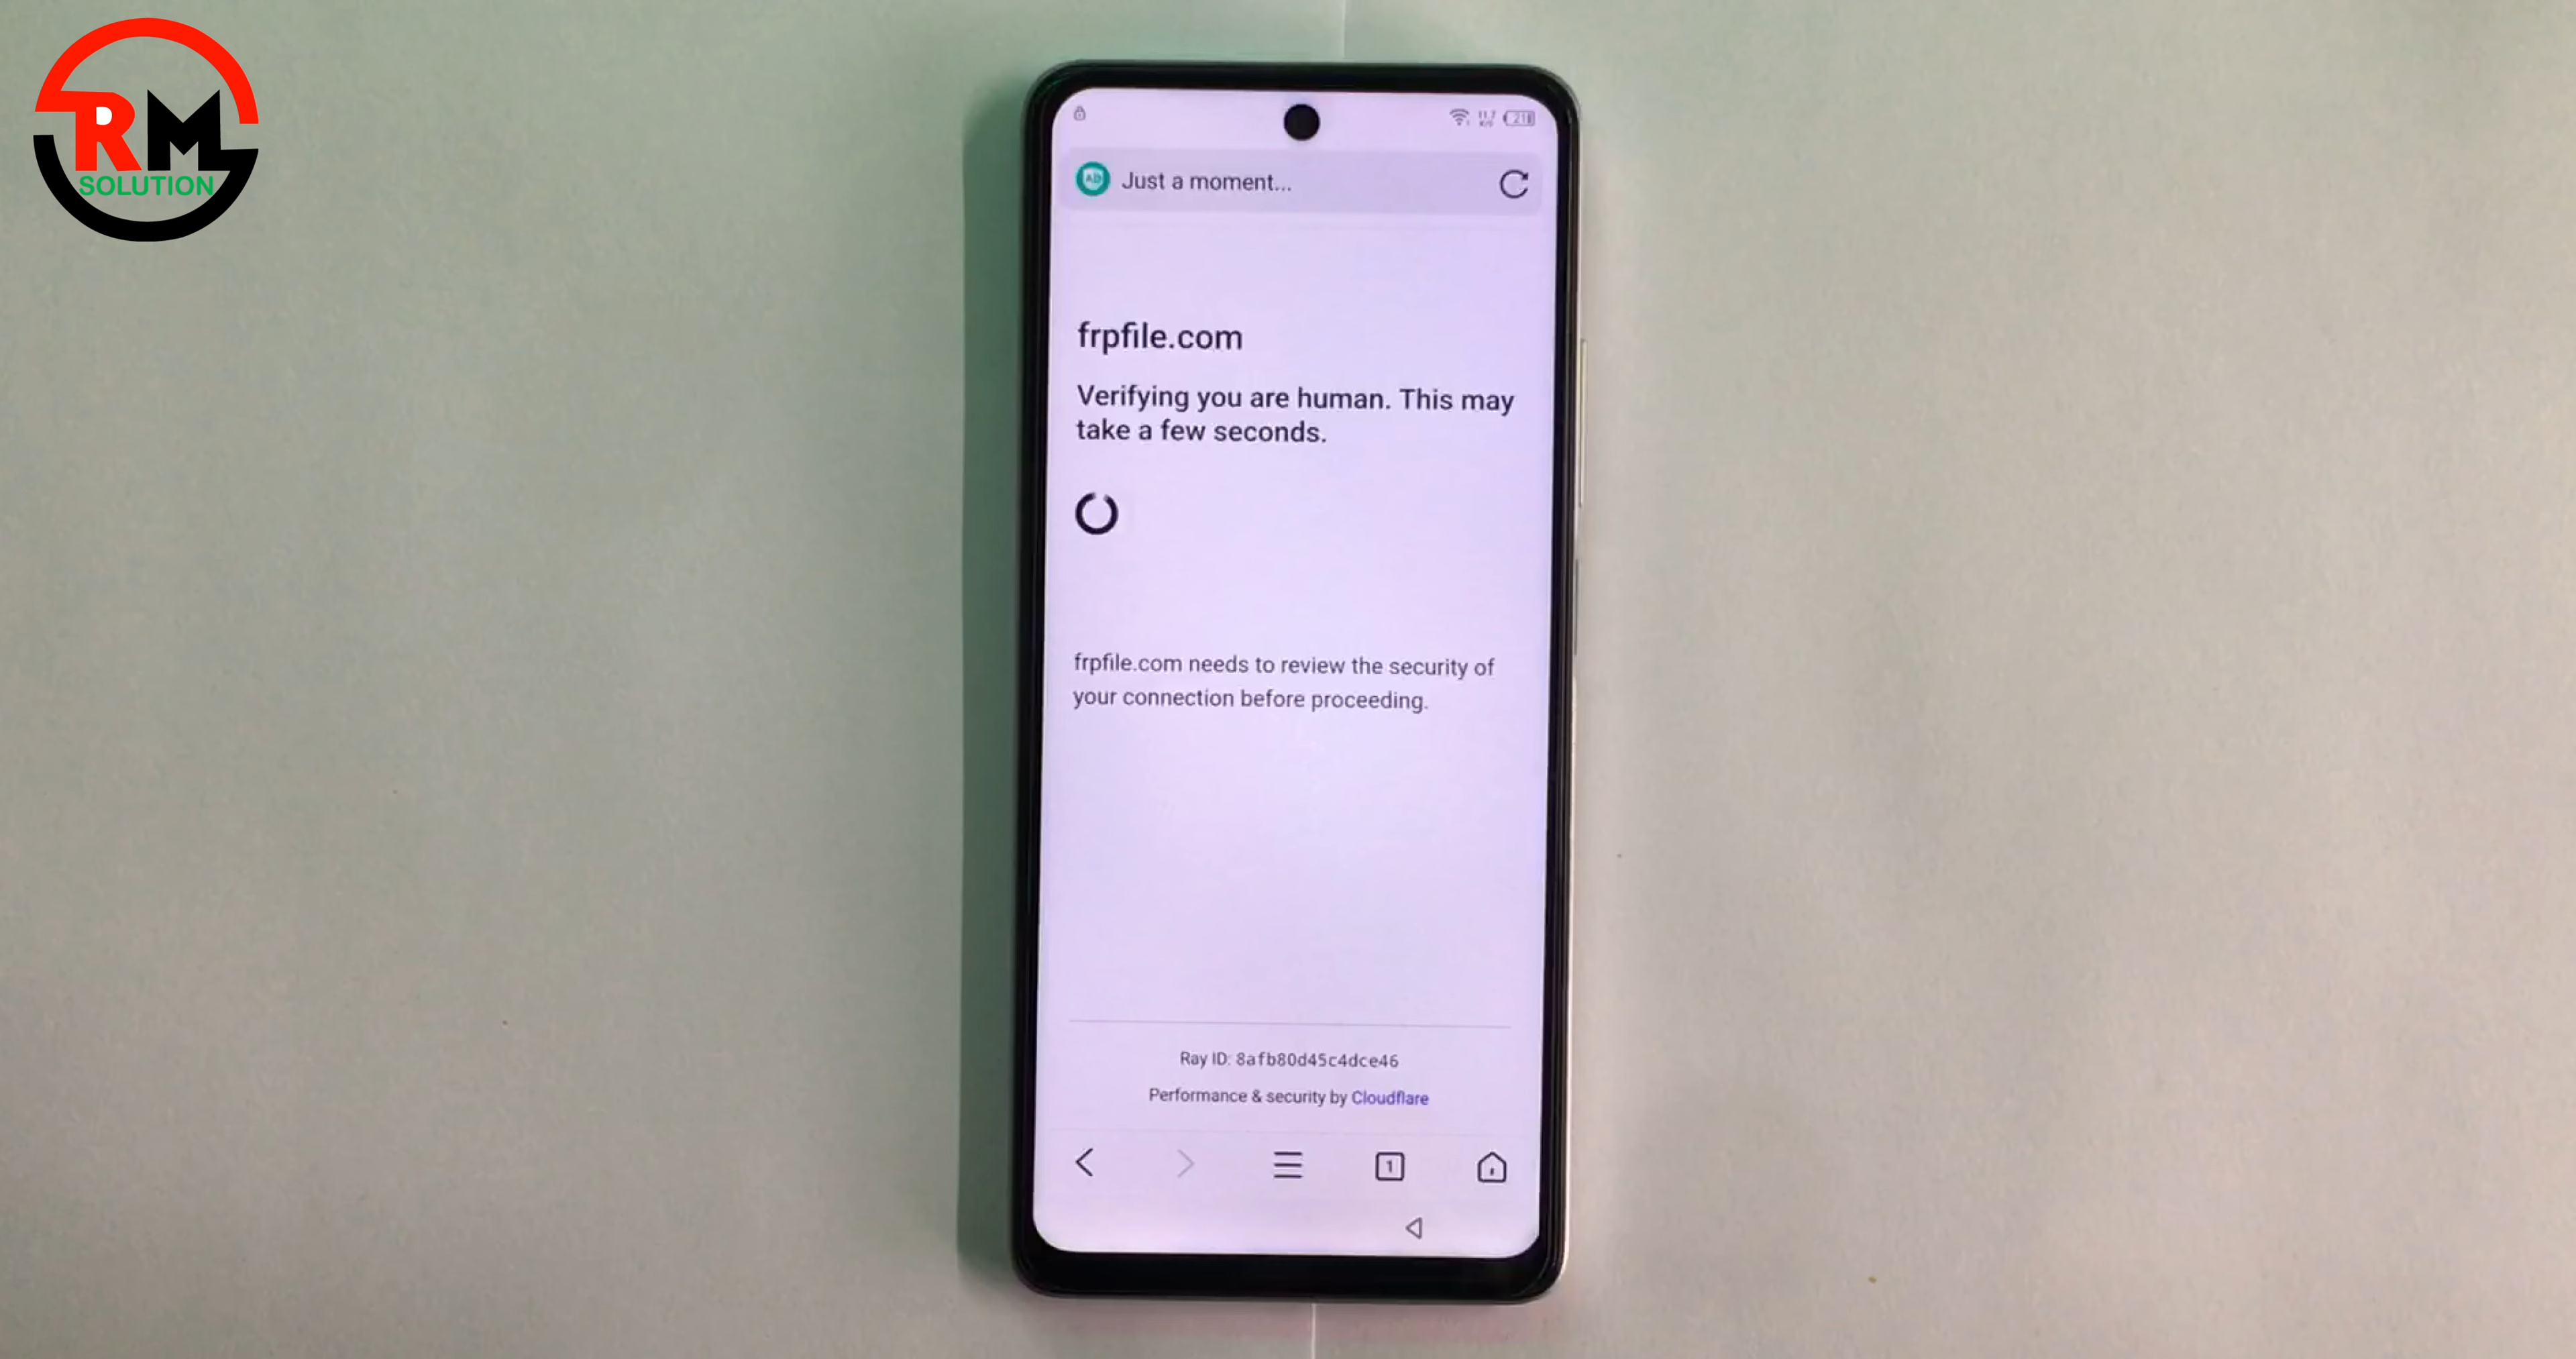 RM
SOLUTION
Just a moment...
frpfile.com
Verifying you are human. This may
take a few seconds.
frpfile.com needs to review the security of
your connection before proceeding.
Ray ID: 8afb80d45c4dce46
Performance & security by Cloudflare
1